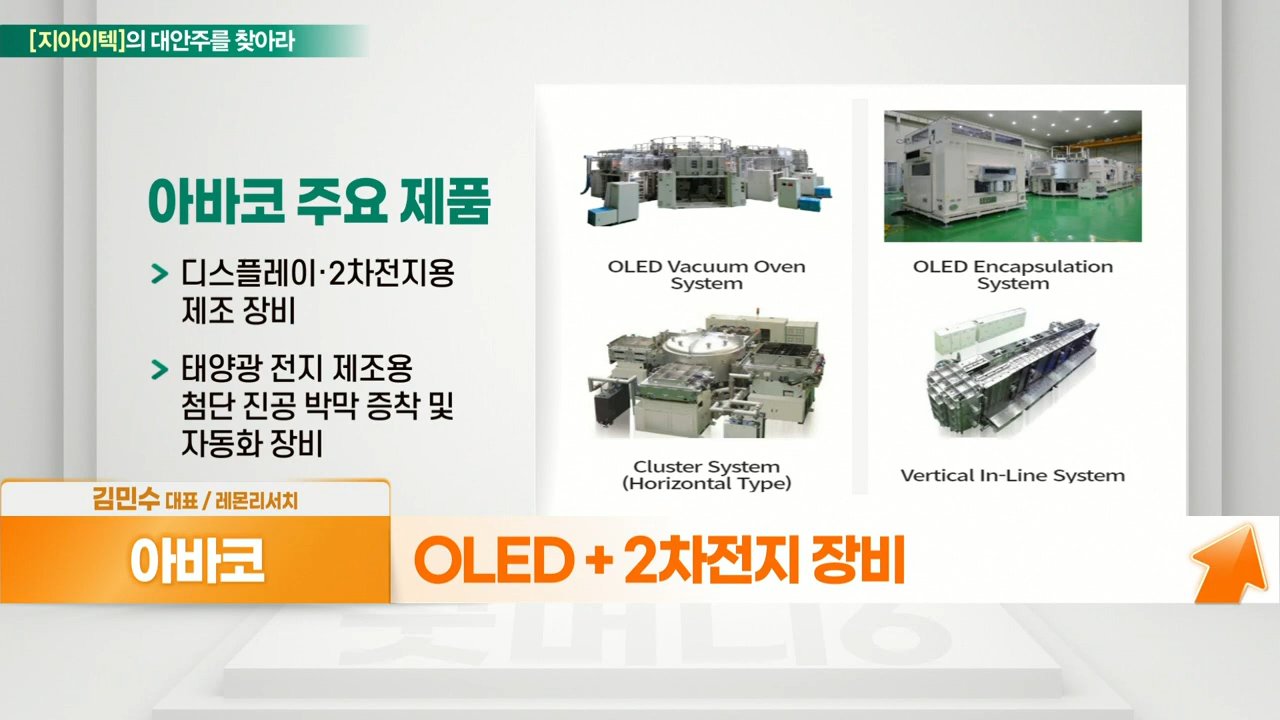 [지아이텍]의 대안주를 찾아라
아바코 주요 제품
디스플레이·2차전지용
제조 장비
태양광 전지 제조용
첨단 진공 박막 증착 및
자동화 장비
OLED Vacuum Oven
System
OLED Encapsulation
System
Cluster System
(Horizontal Type)
Vertical In-Line System
김민수 대표 / 레몬리서치
아바코
OLED + 2차전지 장비